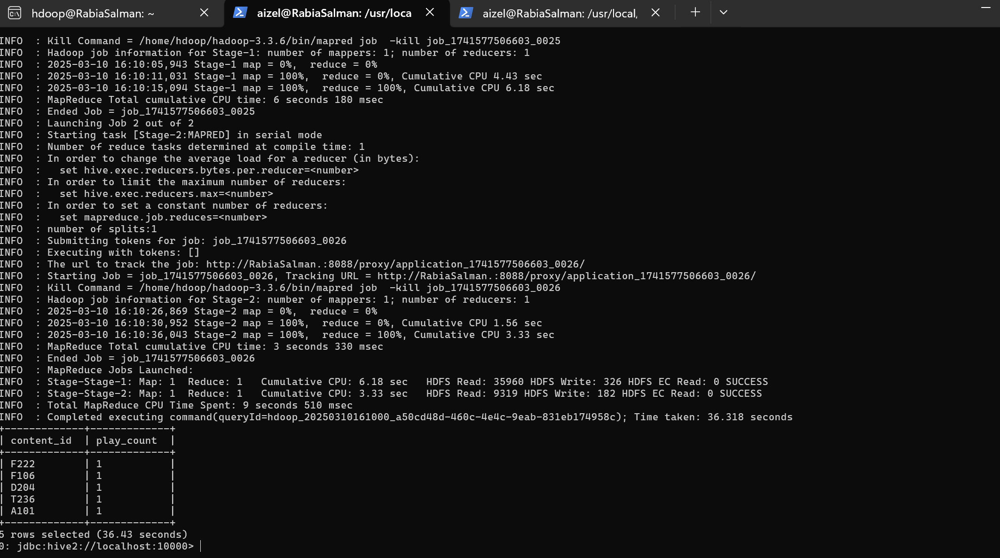 hdoop@RabiaSalman: ~
aizel@RabiaSalman: /usr/loca
aizel@RabiaSalman: /usr/local/
INFO  : Kill Command = /home/hdoop/hadoop-3.3.6/bin/mapred job  -kill job_1741577506603_0025
INFO  : Hadoop job information for Stage-1: number of mappers: 1; number of reducers: 1
INFO  : 2025-03-10 16:10:05,943 Stage-1 map = 0%,  reduce = 0%
INFO  : 2025-03-10 16:10:11,031 Stage-1 map = 100%,  reduce = 0%, Cumulative CPU 4.43 sec
INFO  : 2025-03-10 16:10:15,094 Stage-1 map = 100%,  reduce = 100%, Cumulative CPU 6.18 sec
INFO  : MapReduce Total cumulative CPU time: 6 seconds 180 msec
INFO  : Ended Job = job_1741577506603_0025
INFO  : Launching Job 2 out of 2
INFO  : Starting task [Stage-2:MAPRED] in serial mode
INFO  : Number of reduce tasks determined at compile time: 1
INFO  : In order to change the average load for a reducer (in bytes):
INFO  :   set hive.exec.reducers.bytes.per.reducer=<number>
INFO  : In order to limit the maximum number of reducers:
INFO  :   set hive.exec.reducers.max=<number>
INFO  : In order to set a constant number of reducers:
INFO  :   set mapreduce.job.reduces=<number>
INFO  : number of splits:1
INFO  : Submitting tokens for job: job_1741577506603_0026
INFO  : Executing with tokens: []
INFO  : The url to track the job: http://RabiaSalman.:8088/proxy/application_1741577506603_0026/
INFO  : Starting Job = job_1741577506603_0026, Tracking URL = http://RabiaSalman.:8088/proxy/application_1741577506603_0026/
INFO  : Kill Command = /home/hdoop/hadoop-3.3.6/bin/mapred job  -kill job_1741577506603_0026
INFO  : Hadoop job information for Stage-2: number of mappers: 1; number of reducers: 1
INFO  : 2025-03-10 16:10:26,869 Stage-2 map = 0%,  reduce = 0%
INFO  : 2025-03-10 16:10:30,952 Stage-2 map = 100%,  reduce = 0%, Cumulative CPU 1.56 sec
INFO  : 2025-03-10 16:10:36,043 Stage-2 map = 100%,  reduce = 100%, Cumulative CPU 3.33 sec
INFO  : MapReduce Total cumulative CPU time: 3 seconds 330 msec
INFO  : Ended Job = job_1741577506603_0026
INFO  : MapReduce Jobs Launched:
INFO  : Stage-Stage-1: Map: 1  Reduce: 1   Cumulative CPU: 6.18 sec   HDFS Read: 35960 HDFS Write: 326 HDFS EC Read: 0 SUCCESS
INFO  : Stage-Stage-2: Map: 1  Reduce: 1   Cumulative CPU: 3.33 sec   HDFS Read: 9319 HDFS Write: 182 HDFS EC Read: 0 SUCCESS
INFO  : Total MapReduce CPU Time Spent: 9 seconds 510 msec
INFO  : Completed executing command(queryId=hdoop_20250310161000_a50cd48d-460c-4e4c-9eab-831eb174958c); Time taken: 36.318 seconds
+-------------+-------------+
| content_id  | play_count  |
+-------------+-------------+
| F222        | 1           |
| F106        | 1           |
| D204        | 1           |
| T236        | 1           |
| A101        | 1           |
+-------------+-------------+
5 rows selected (36.43 seconds)
0: jdbc:hive2://localhost:10000>